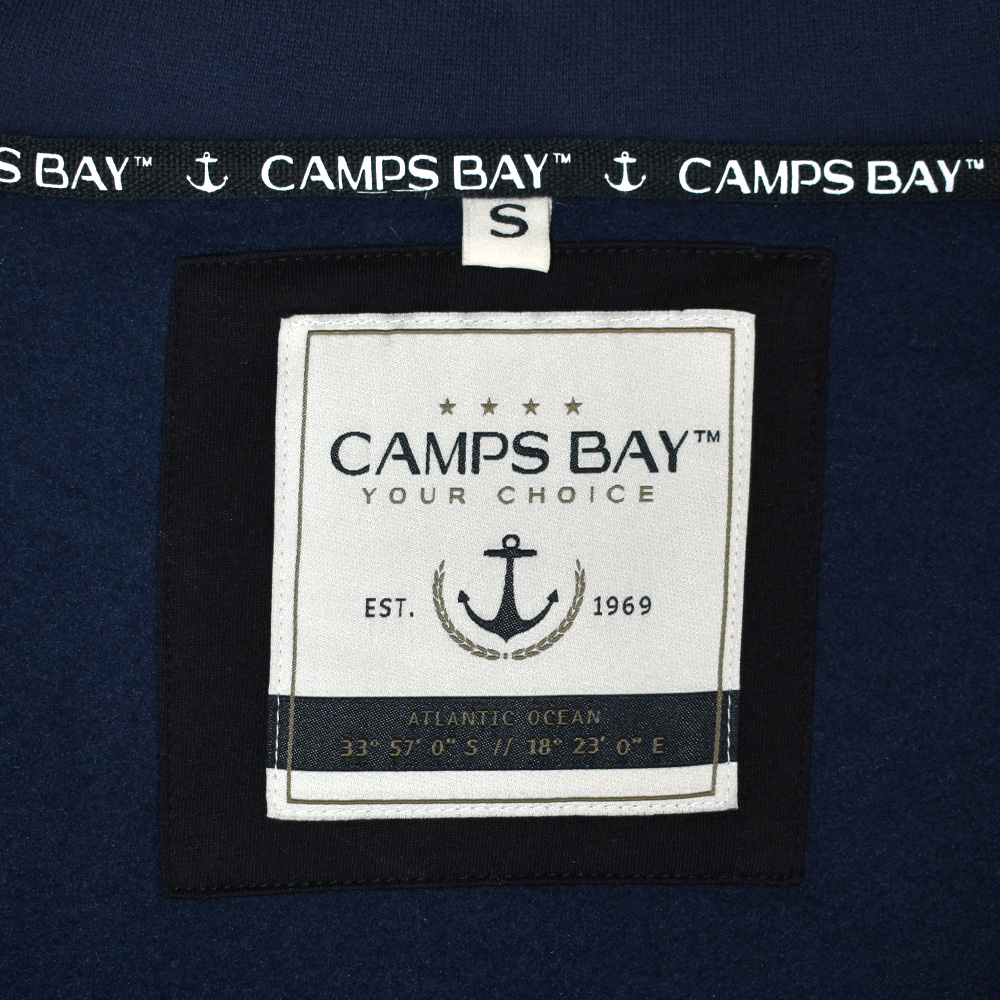 S BAY™ CAMPS BAY™ CAMPS BAY™
S
CAMPS BAY™
YOUR CHOICE
EST. 1969
ATLANTIC OCEAN
33° 57' 0" S // 18° 23' 0" E